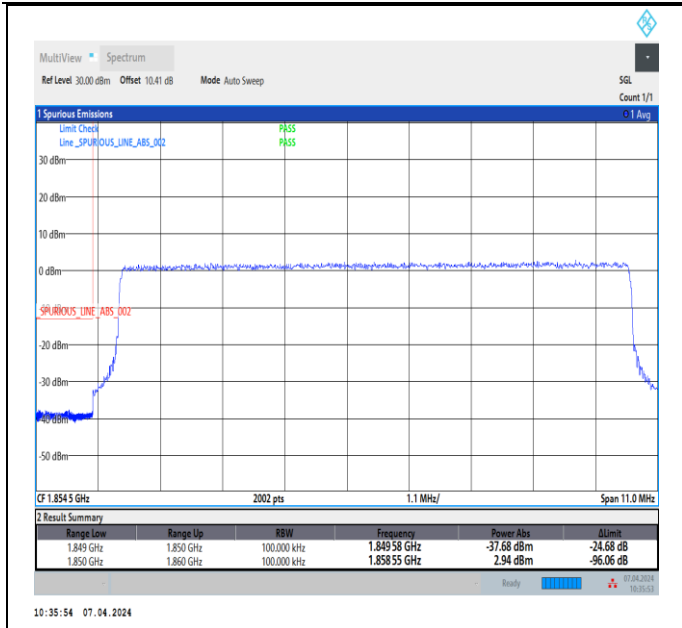 MultiView Spectrum
Ref Level 30.00 dBm Offset 10.41 dB Mode Auto Sweep SGL
Count 1/1
1 Spurious Emissions 1 Avg
Limit Check PASS
Line _SPURIOUS_LINE_ABS_002 PASS
30 dBm
20 dBm
10 dBm
0 dBm
_SPURIOUS_LINE_ABS_002
-20 dBm
-30 dBm
-40 dBm
-50 dBm
CF 1.854 5 GHz 2002 pts 1.1 MHz/ Span 11.0 MHz
2 Result Summary
Range Low Range Up RBW Frequency Power Abs ΔLimit
1.849 GHz 1.850 GHz 100.000 kHz 1.849 58 GHz -37.68 dBm -24.68 dB
1.850 GHz 1.860 GHz 100.000 kHz 1.858 55 GHz 2.94 dBm -96.06 dB
Ready 07.04.2024
10:35:53
10:35:54 07.04.2024